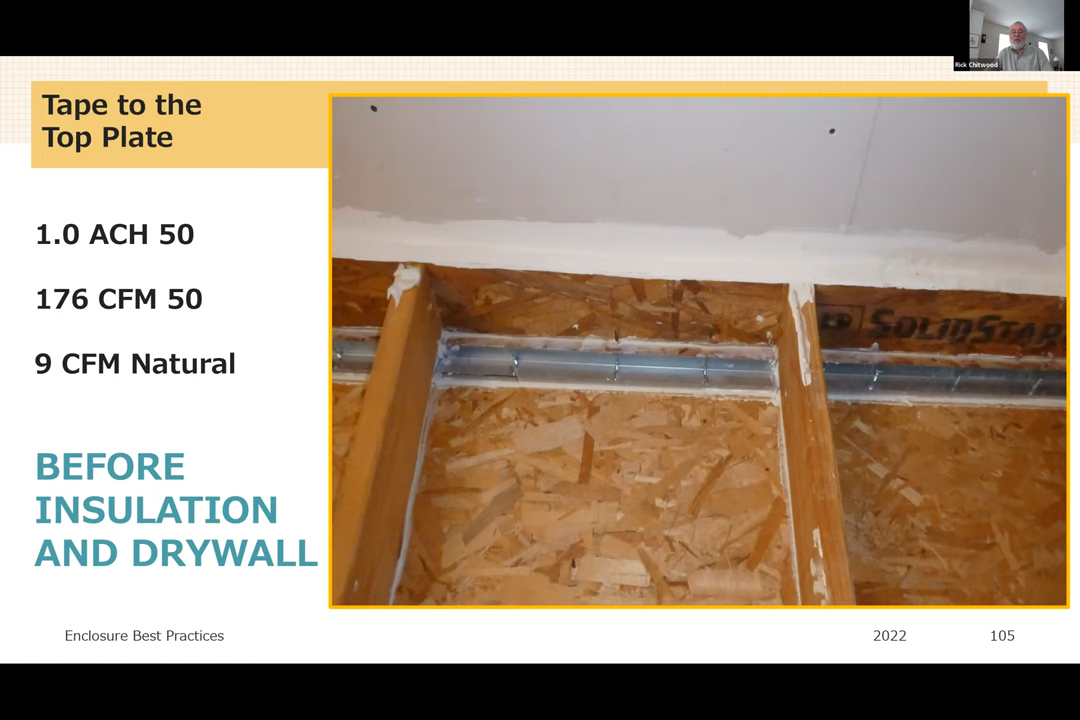 Rick Chitwood
Tape to the
Top Plate
1.0 ACH 50
176 CFM 50
9 CFM Natural
BEFORE
INSULATION
AND DRYWALL
SOLIDSTAR
Enclosure Best Practices
2022
105